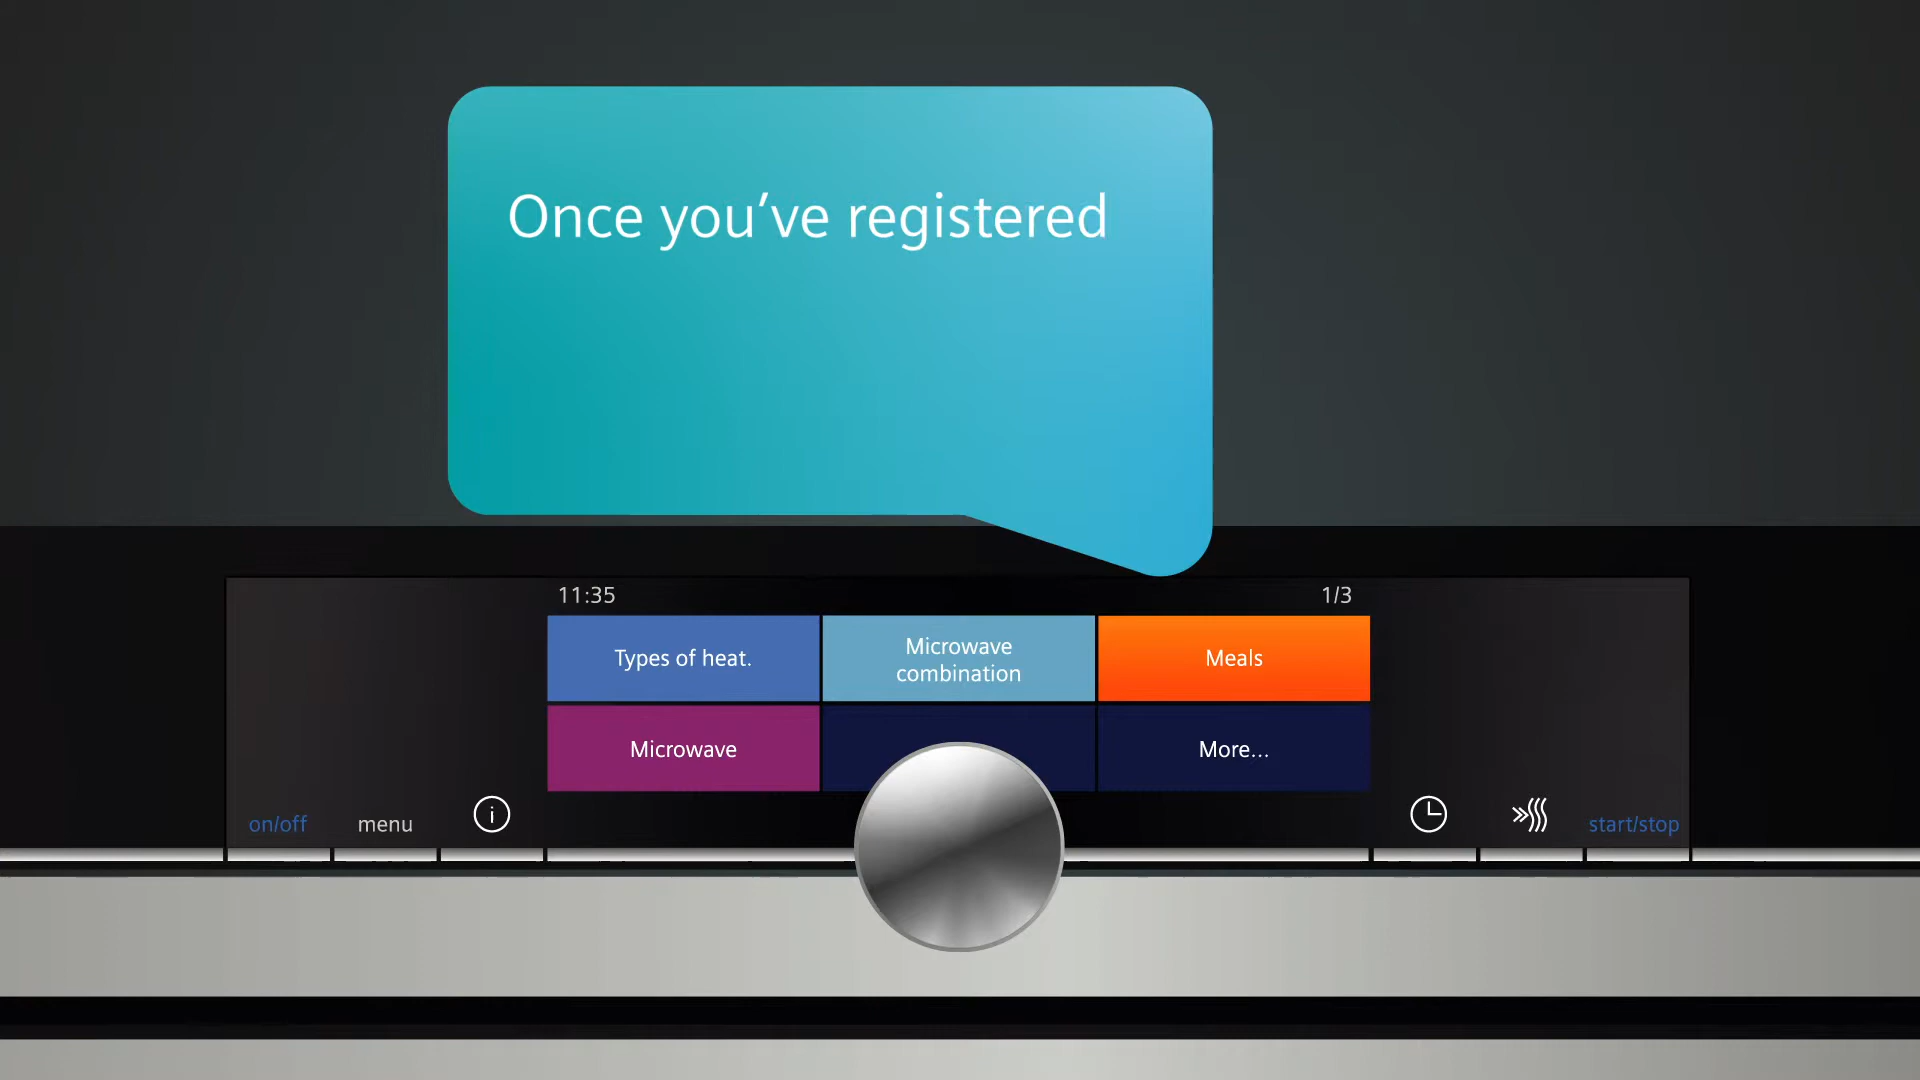 Once you’ve registered
11:35
1/3
Types of heat.
Microwave
combination
Meals
Microwave
More...
on/off
menu
i
start/stop